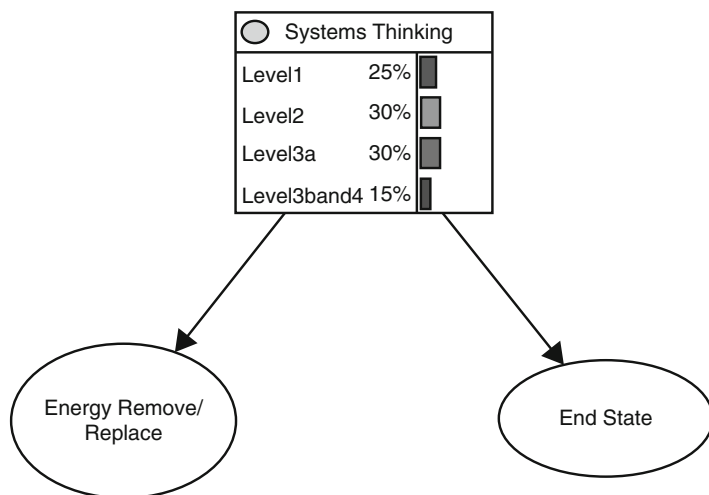 Systems Thinking
Level1 25%
Level2 30%
Level3a 30%
Level3band4 15%
Energy Remove/
Replace
End State